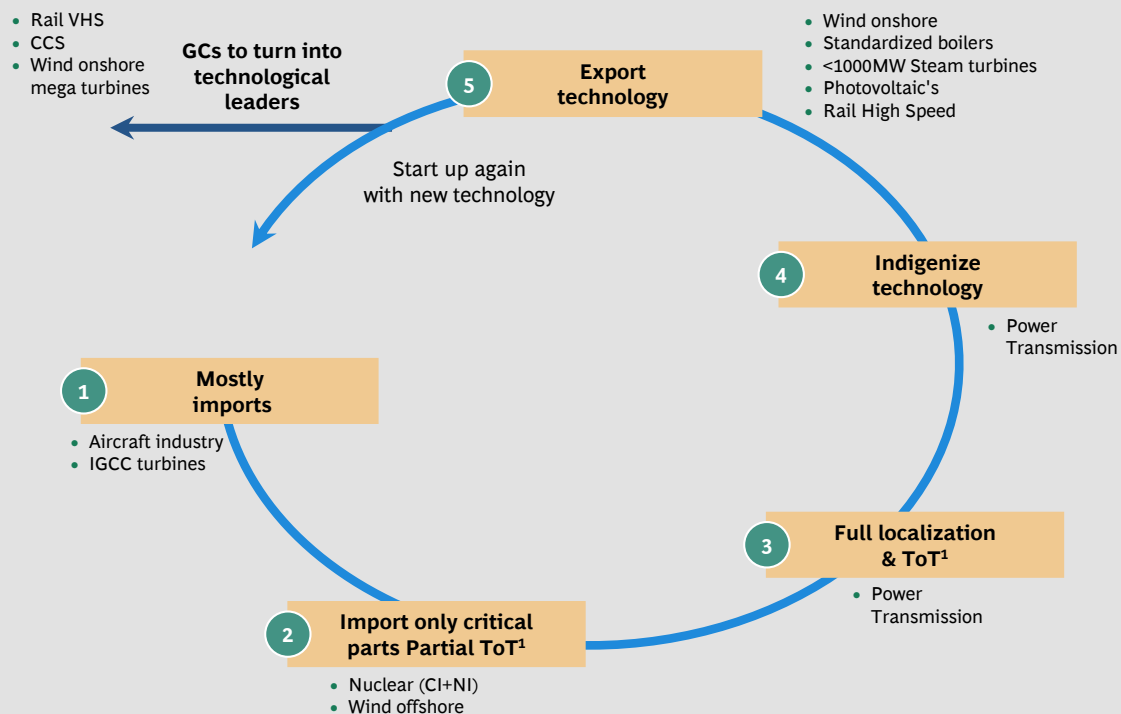 • Rail VHS
• CCS
• Wind onshore
mega turbines
GCs to turn into
technological
leaders
5
Export
technology
• Wind onshore
• Standardized boilers
• <1000MW Steam turbines
• Photovoltaic's
• Rail High Speed
Start up again
with new technology
4
Indigenize
technology
• Power
Transmission
1
Mostly
imports
• Aircraft industry
• IGCC turbines
3
Full localization
& ToT¹
• Power
Transmission
2
Import only critical
parts Partial ToT¹
• Nuclear (CI+NI)
• Wind offshore